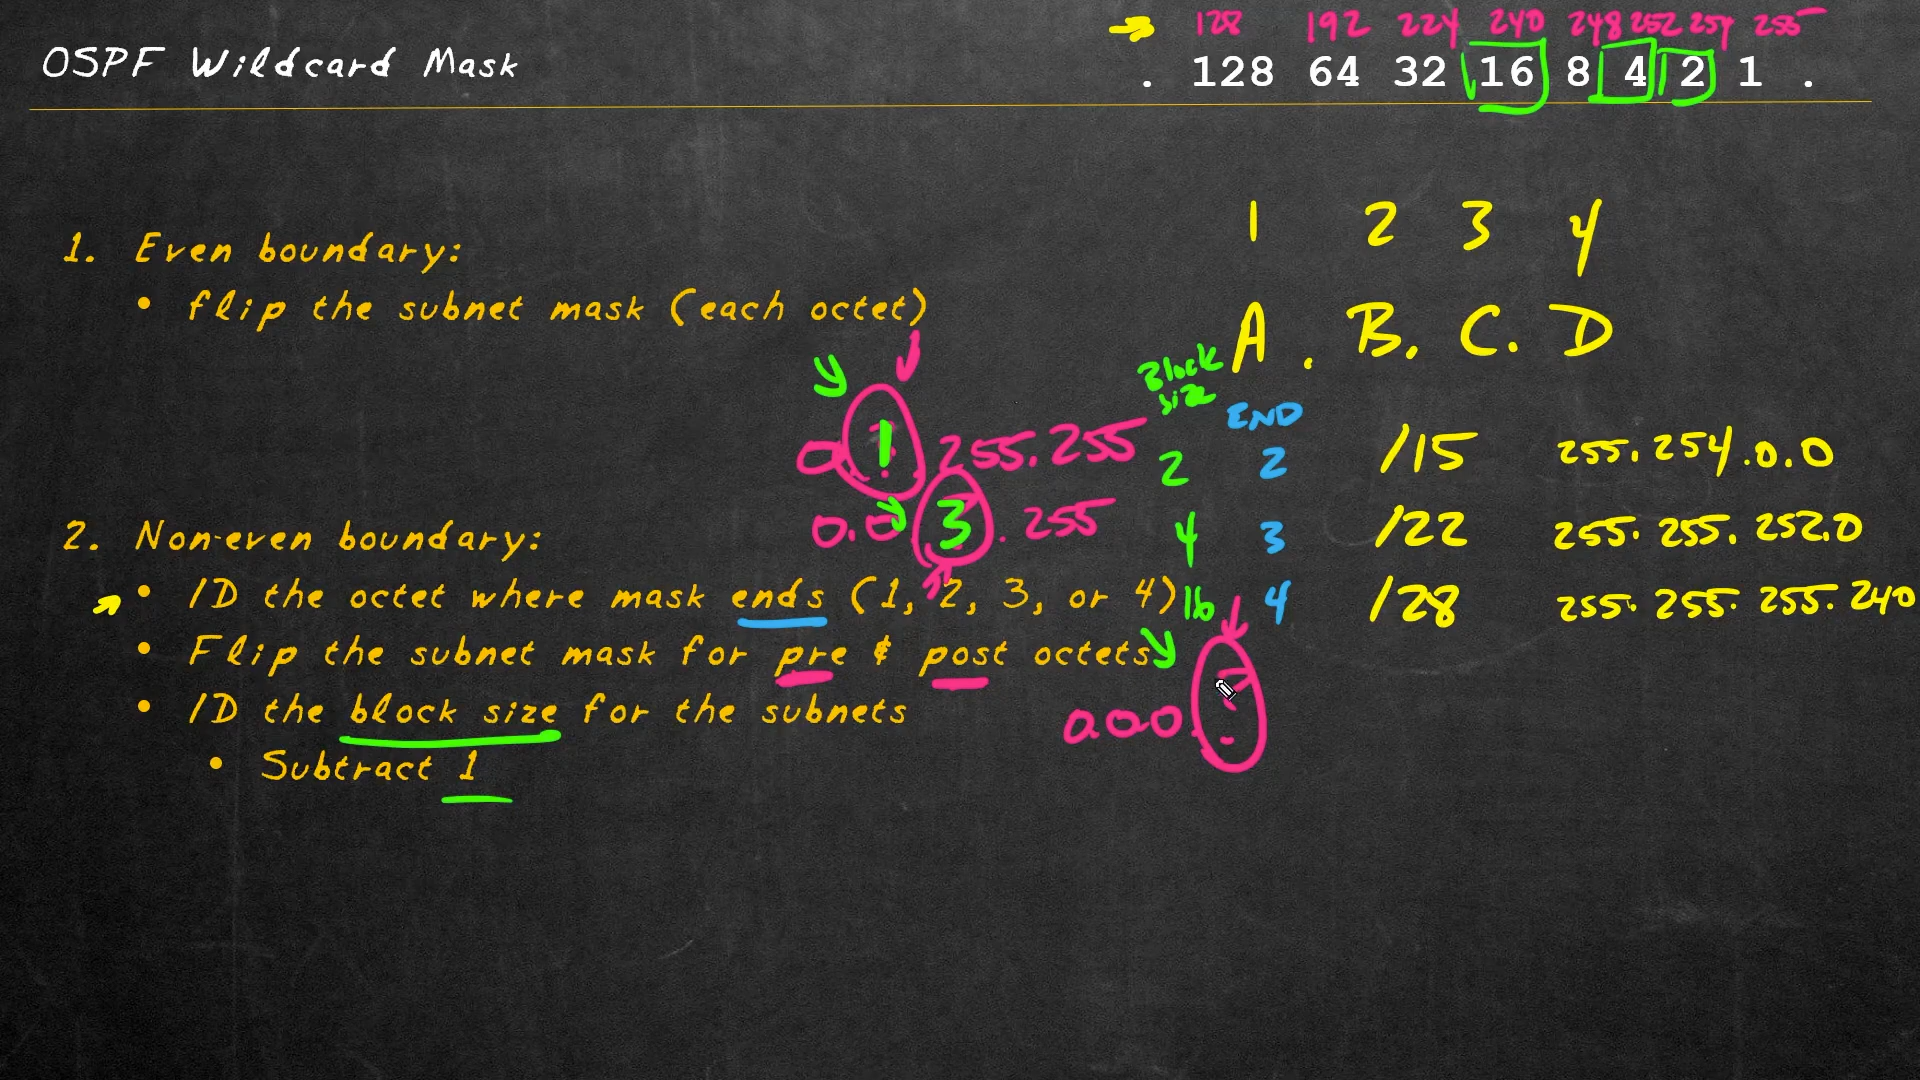 128 192 224 240 248 252 254 255
OSPF Wildcard Mask
. 128 64 32 16 8 4 2 1 .
1 2 3 4
1. Even boundary:
• flip the subnet mask (each octet)
A . B. C. D
Block size
END
0. 1 . 255.255 2 2 /15 255.254.0.0
0.0 3 . 255 4 3 /22 255.255.252.0
2. Non-even boundary:
• ID the octet where mask ends (1, 2, 3, or 4) 16 4 /28 255.255.255.240
• Flip the subnet mask for pre & post octets
• ID the block size for the subnets
0.0.0. ?
• Subtract 1